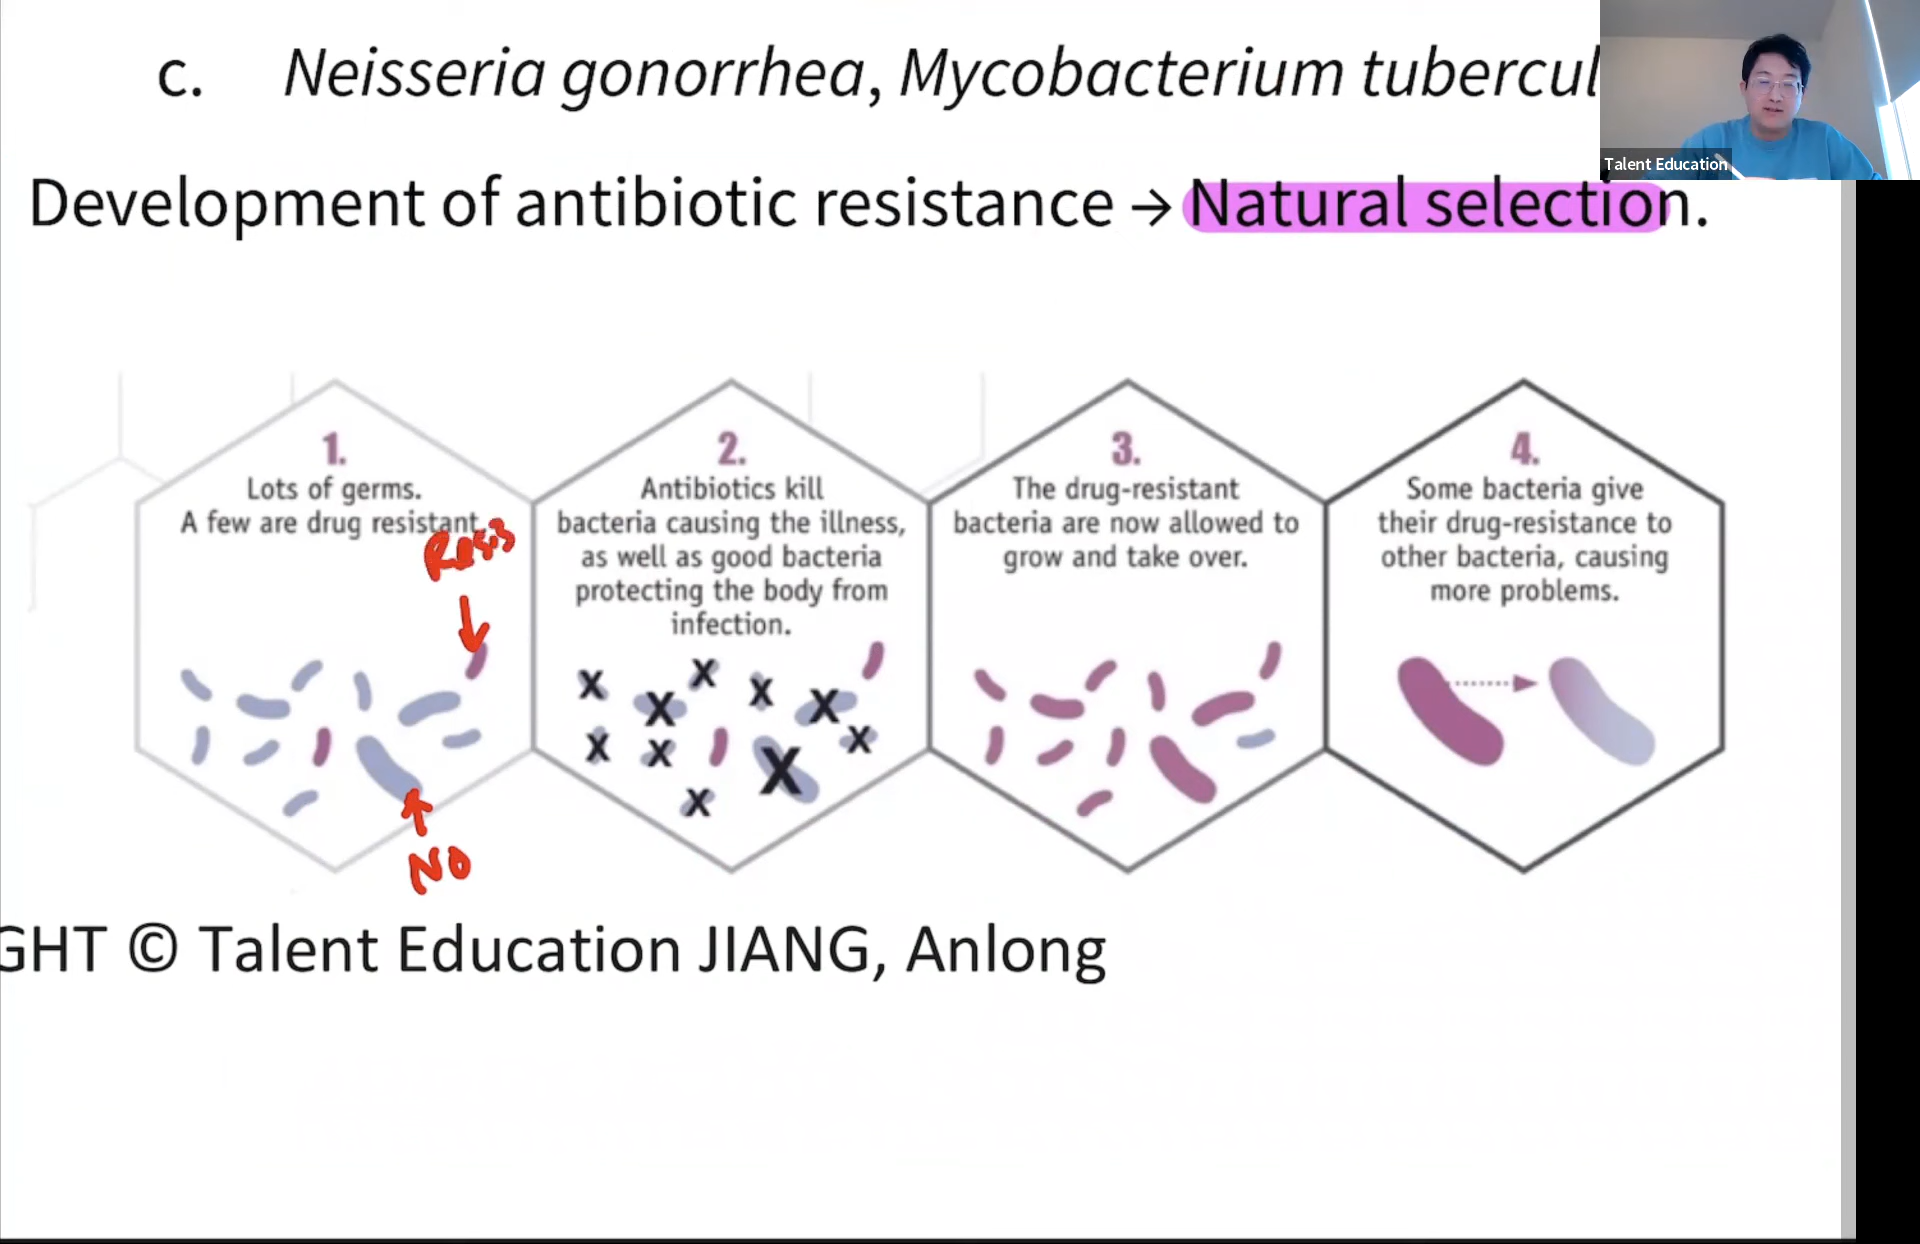 c. Neisseria gonorrhea, Mycobacterium tubercul
Talent Education
Development of antibiotic resistance → Natural selection.
1.
Lots of germs.
A few are drug resistant.
Resis
NO
2.
Antibiotics kill
bacteria causing the illness,
as well as good bacteria
protecting the body from
infection.
X X X X X X X X X X
3.
The drug-resistant
bacteria are now allowed to
grow and take over.
4.
Some bacteria give
their drug-resistance to
other bacteria, causing
more problems.
GHT © Talent Education JIANG, Anlong